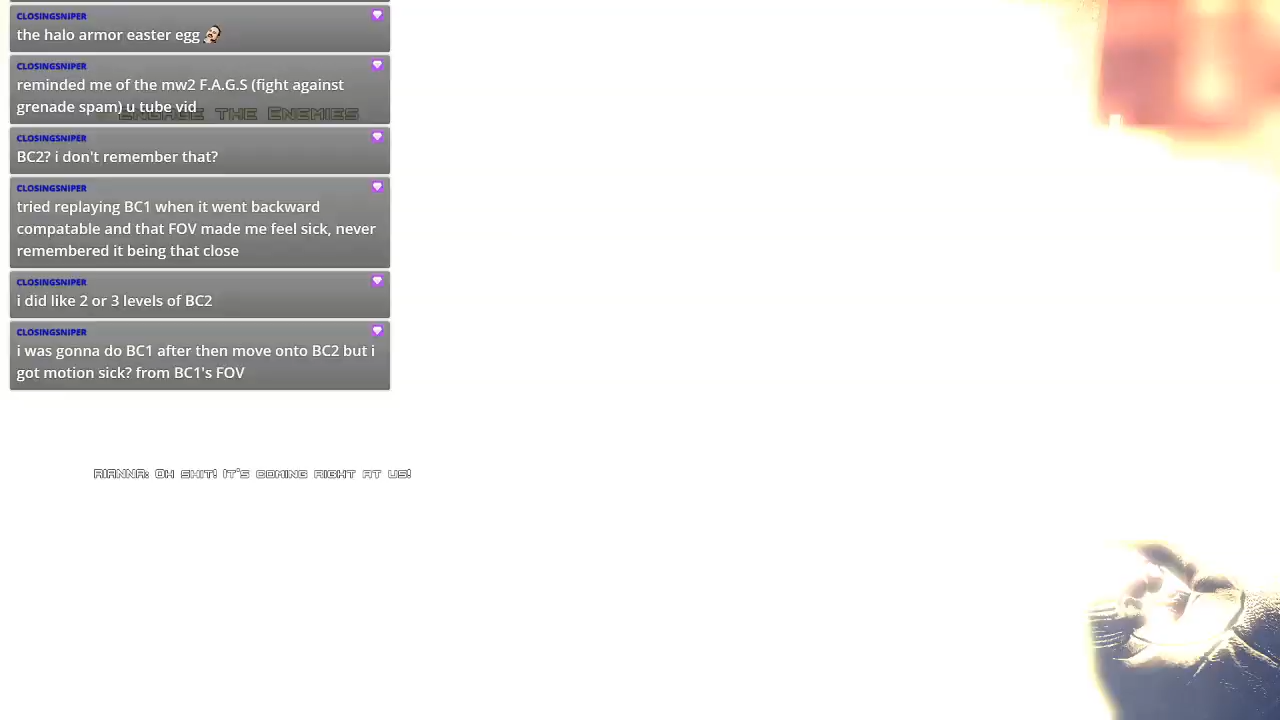 CLOSINGSNIPER
the halo armor easter egg
CLOSINGSNIPER
reminded me of the mw2 F.A.G.S (fight against
grenade spam) u tube vid
Engage the Enemies
CLOSINGSNIPER
BC2? i don't remember that?
CLOSINGSNIPER
tried replaying BC1 when it went backward
compatable and that FOV made me feel sick, never
remembered it being that close
CLOSINGSNIPER
i did like 2 or 3 levels of BC2
CLOSINGSNIPER
i was gonna do BC1 after then move onto BC2 but i
got motion sick? from BC1's FOV
Rianna: Oh shit! It's coming right at us!